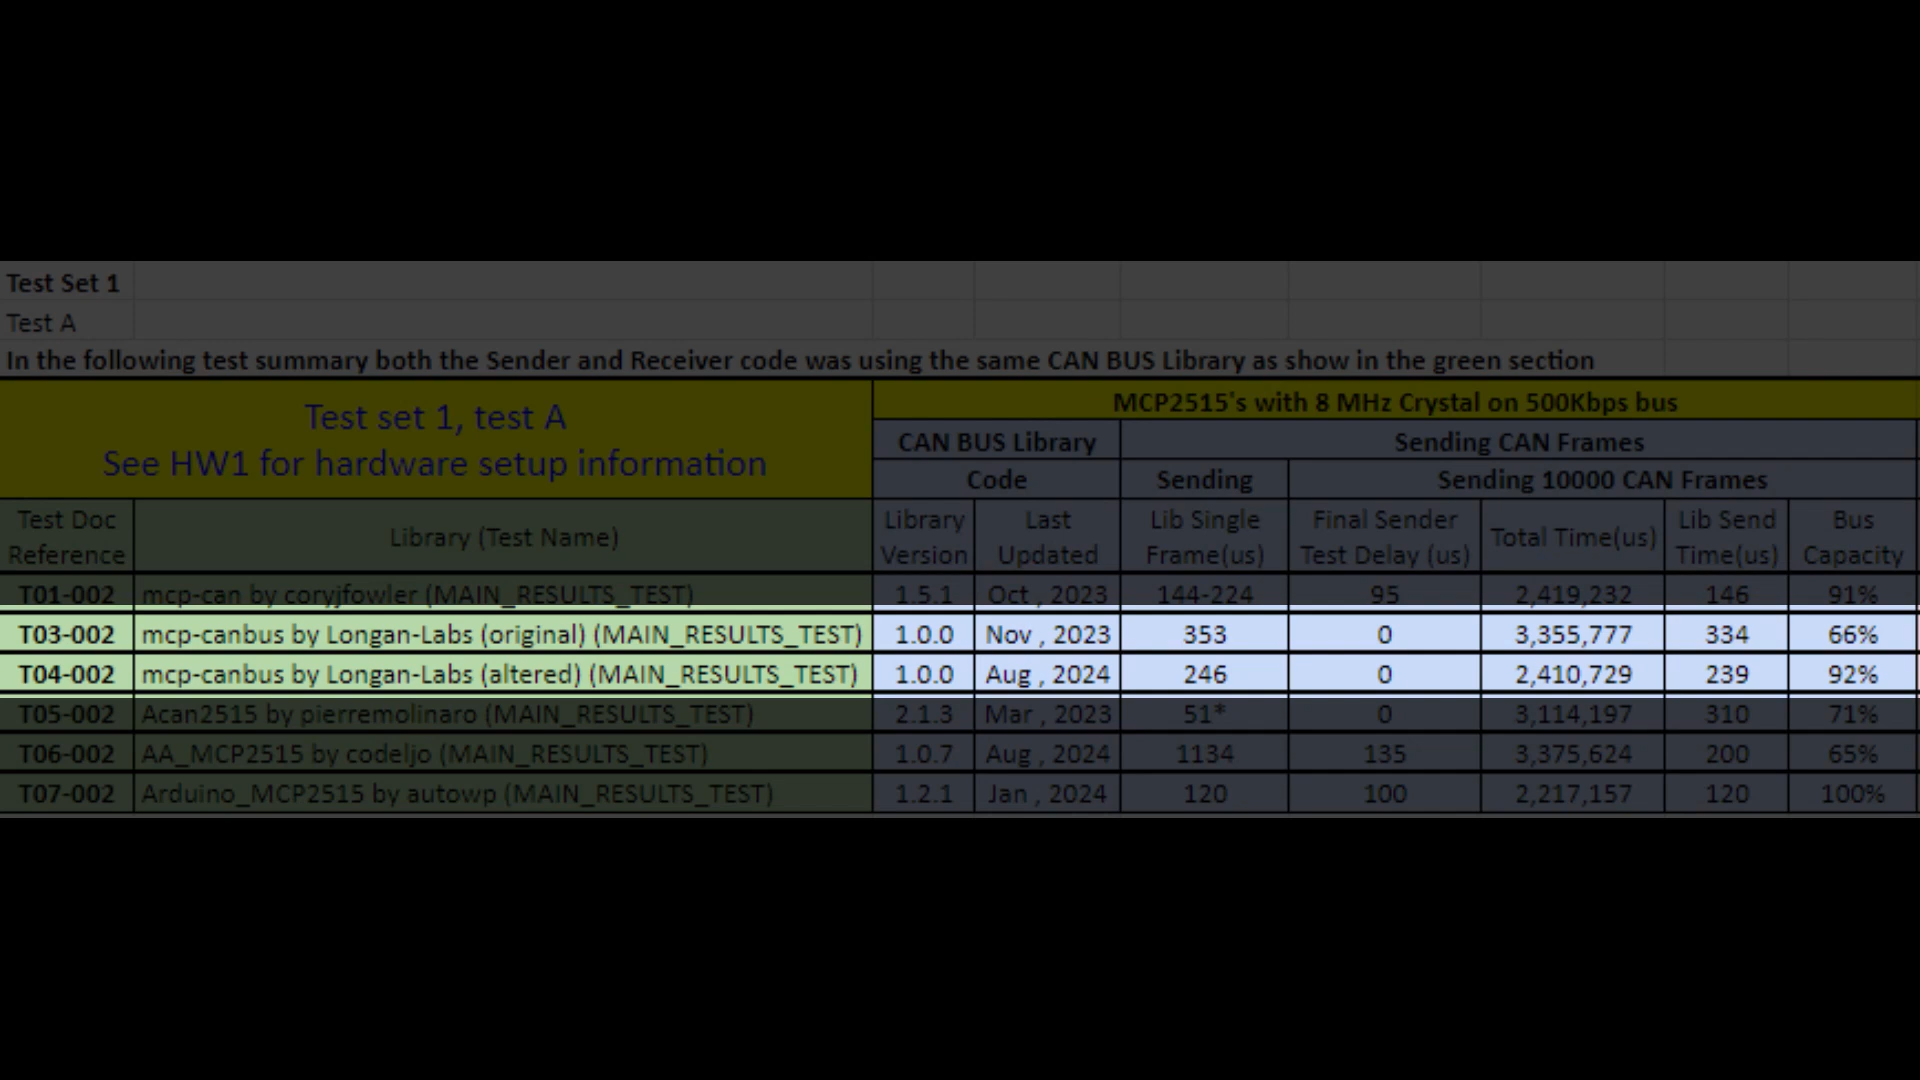 Test Set 1
Test A
In the following test summary both the Sender and Receiver code was using the same CAN BUS Library as show in the green section
Test set 1, test A
See HW1 for hardware setup information
MCP2515's with 8 MHz Crystal on 500Kbps bus
CAN BUS Library Sending CAN Frames
Code Sending Sending 10000 CAN Frames
Test Doc Reference Library (Test Name) Library Version Last Updated Lib Single Frame(us) Final Sender Test Delay (us) Total Time(us) Lib Send Time(us) Bus Capacity
T01-002 mcp-can by coryjfowler (MAIN_RESULTS_TEST) 1.5.1 Oct , 2023 144-224 95 2,419,232 146 91%
T03-002 mcp-canbus by Longan-Labs (original) (MAIN_RESULTS_TEST) 1.0.0 Nov , 2023 353 0 3,355,777 334 66%
T04-002 mcp-canbus by Longan-Labs (altered) (MAIN_RESULTS_TEST) 1.0.0 Aug , 2024 246 0 2,410,729 239 92%
T05-002 Acan2515 by pierremolinaro (MAIN_RESULTS_TEST) 2.1.3 Mar , 2023 51* 0 3,114,197 310 71%
T06-002 AA_MCP2515 by codeljo (MAIN_RESULTS_TEST) 1.0.7 Aug , 2024 1134 135 3,375,624 200 65%
T07-002 Arduino_MCP2515 by autowp (MAIN_RESULTS_TEST) 1.2.1 Jan , 2024 120 100 2,217,157 120 100%